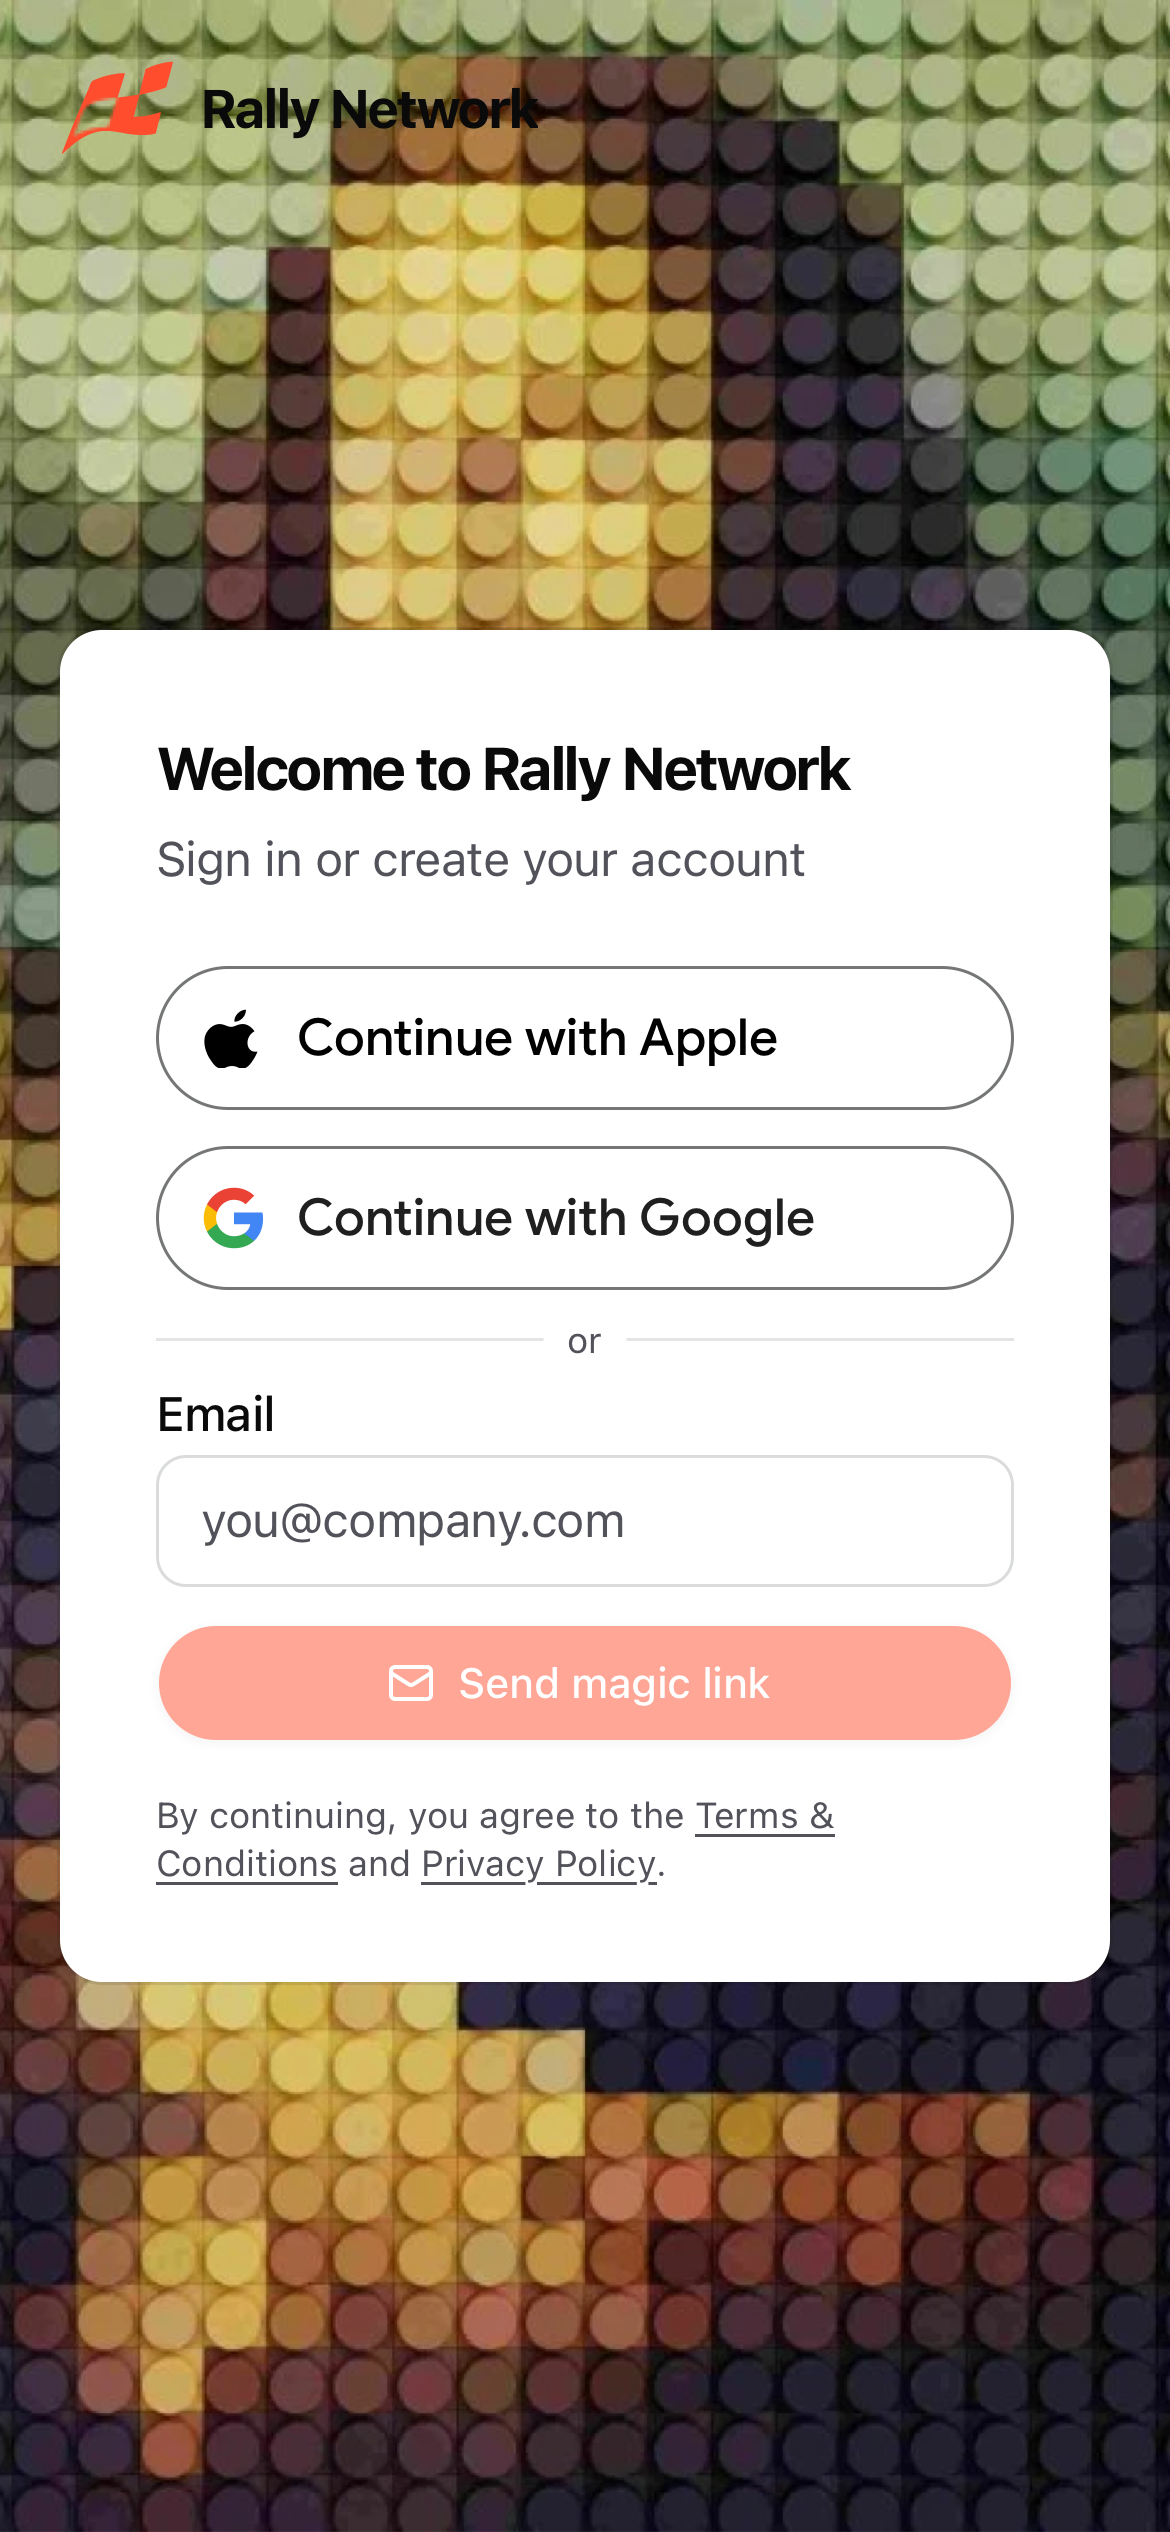 Rally Network
Welcome to Rally Network
Sign in or create your account
Continue with Apple
Continue with Google
or
Email
you@company.com
Send magic link
By continuing, you agree to the Terms &
Conditions and Privacy Policy.